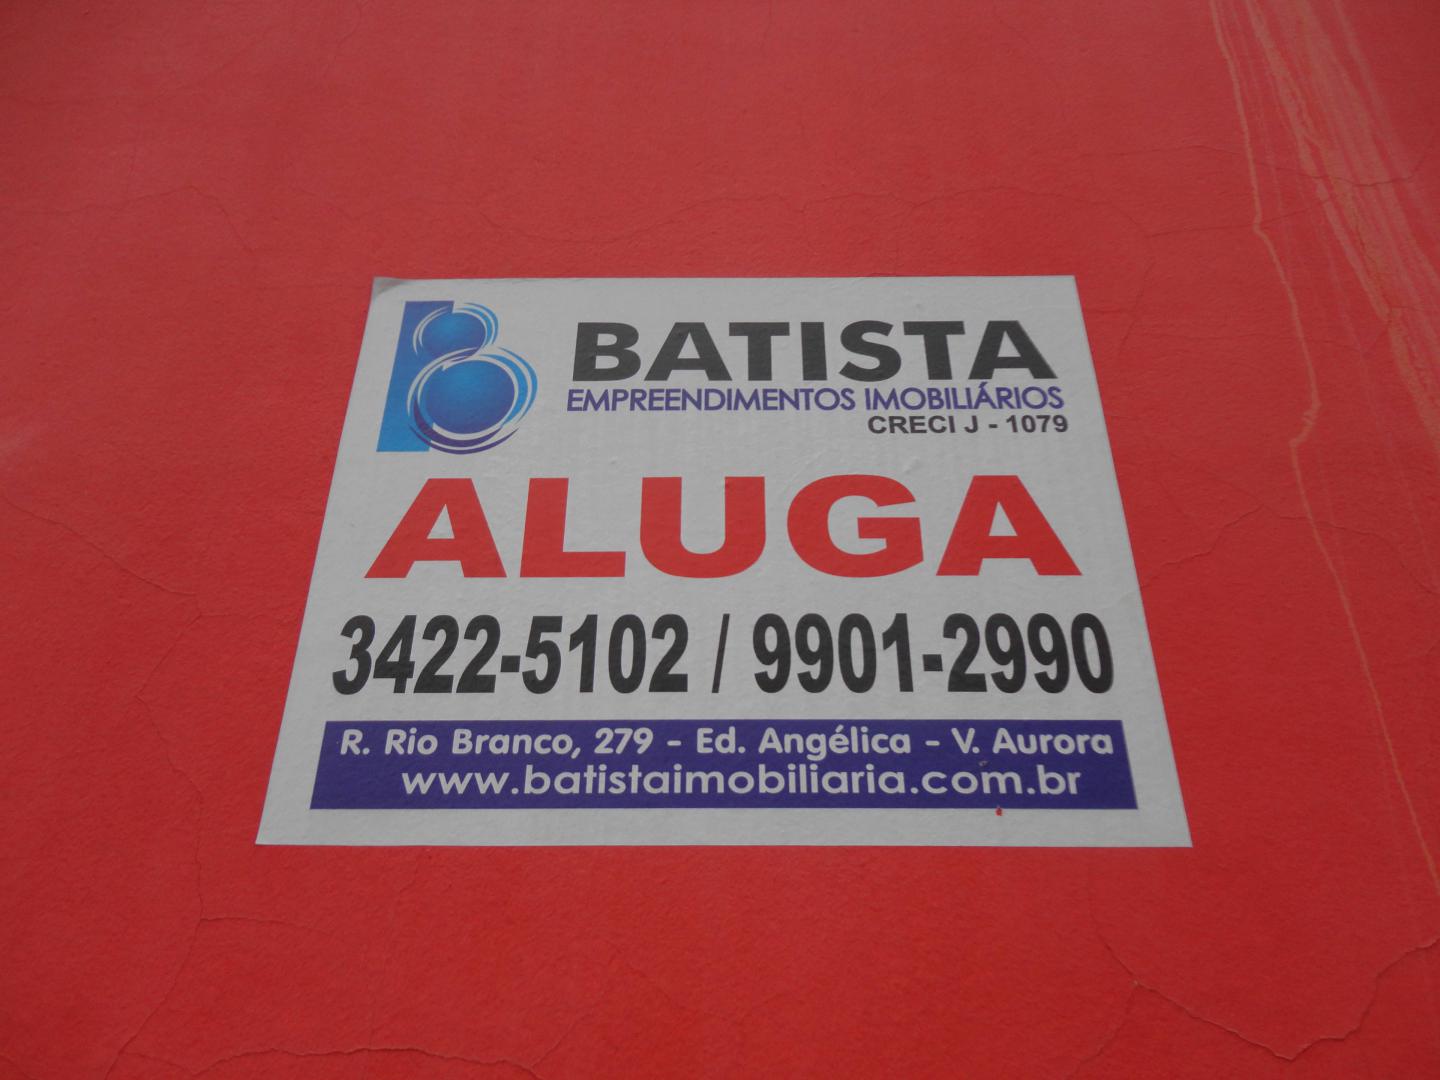 BATISTA
EMPREENDIMENTOS IMOBILIÁRIOS
CRECI J - 1079
ALUGA
3422-5102 / 9901-2990
R. Rio Branco, 279 - Ed. Angélica - V. Aurora
www.batistaimobiliaria.com.br